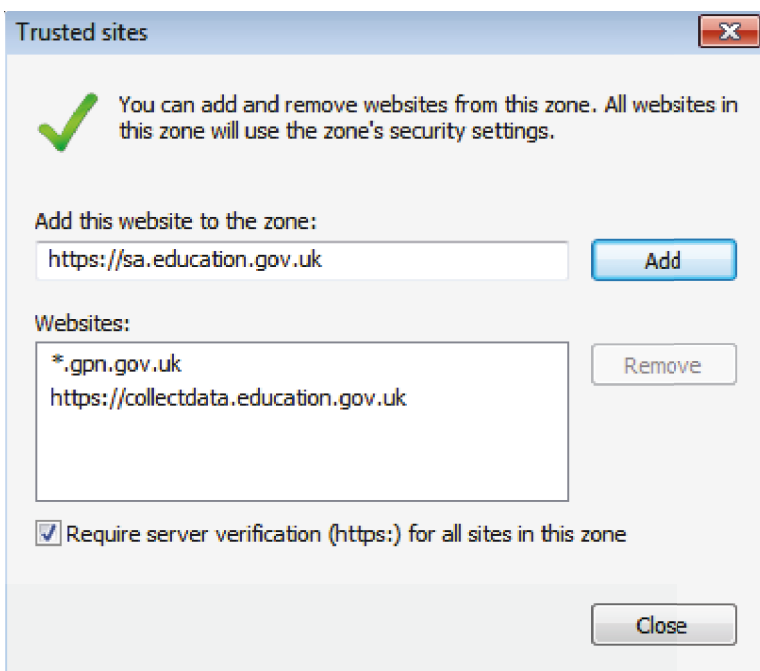 Trusted sites
You can add and remove websites from this zone. All websites in
this zone will use the zone's security settings.
Add this website to the zone:
https://sa.education.gov.uk
Add
Websites:
*.gpn.gov.uk
https://collectdata.education.gov.uk
Remove
Require server verification (https:) for all sites in this zone
Close